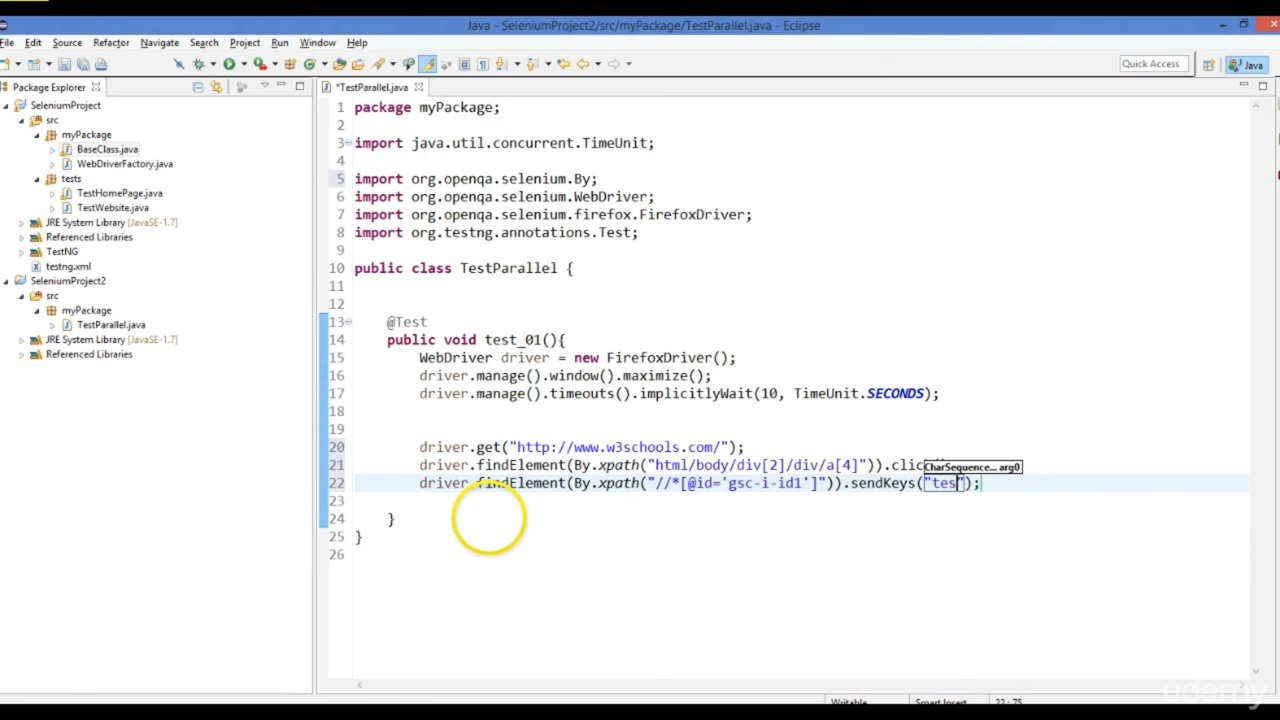 Java - SeleniumProject2/src/myPackage/TestParallel.java - Eclipse
File Edit Source Refactor Navigate Search Project Run Window Help
Quick Access Java
Package Explorer
SeleniumProject
src
myPackage
BaseClass.java
WebDriverFactory.java
tests
TestHomePage.java
TestWebsite.java
JRE System Library [JavaSE-1.7]
Referenced Libraries
TestNG
testng.xml
SeleniumProject2
src
myPackage
TestParallel.java
JRE System Library [JavaSE-1.7]
Referenced Libraries
*TestParallel.java
1 package myPackage;
2
3 import java.util.concurrent.TimeUnit;
4
5 import org.openqa.selenium.By;
6 import org.openqa.selenium.WebDriver;
7 import org.openqa.selenium.firefox.FirefoxDriver;
8 import org.testng.annotations.Test;
9
10 public class TestParallel {
11
12
13 @Test
14 public void test_01(){
15 WebDriver driver = new FirefoxDriver();
16 driver.manage().window().maximize();
17 driver.manage().timeouts().implicitlyWait(10, TimeUnit.SECONDS);
18
19
20 driver.get("http://www.w3schools.com/");
21 driver.findElement(By.xpath("html/body/div[2]/div/a[4]")).clic
CharSequence... arg0
22 driver.findElement(By.xpath("//*[@id='gsc-i-id1']")).sendKeys("tes");
23
24 }
25 }
26
Writable Smart Insert 22 : 75
udemy